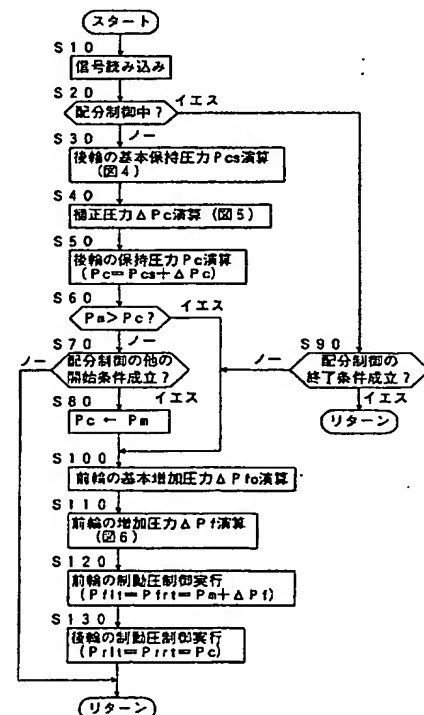 スタート
S10
信号読み込み
S20
配分制御中?
イエス
ノー
S30
後輪の基本保持圧力Pcs演算
(図4)
S40
補正圧力ΔPc演算 (図5)
S50
後輪の保持圧力Pc演算
(Pc=Pcs+ΔPc)
S60
イエス
Pm>Pc?
S70
ノー
S90
ノー
配分制御の他の
開始条件成立?
ノー
配分制御の
終了条件成立?
S80
イエス
イエス
Pc ← Pm
リターン
S100
前輪の基本増加圧力ΔPfo演算
S110
前輪の増加圧力ΔPf演算
(図6)
S120
前輪の制動圧制御実行
(Pflt=Pfrt=Pm+ΔPf)
S130
後輪の制動圧制御実行
(Prlt=Prrt=Pc)
リターン